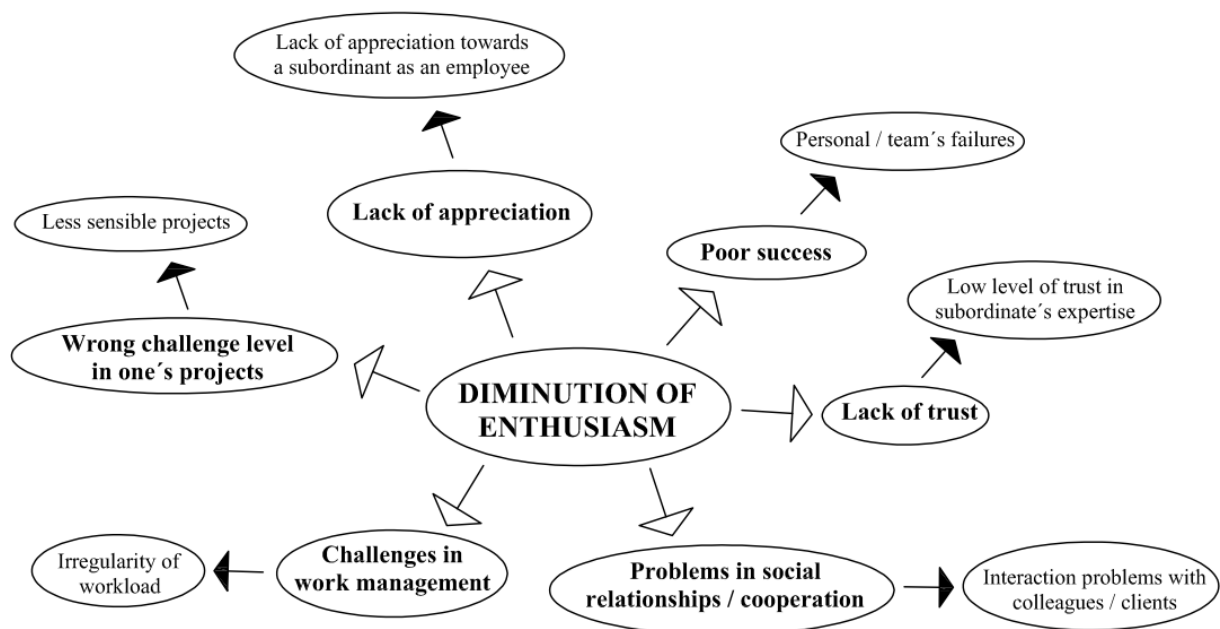 Lack of appreciation towards
a subordinant as an employee
Personal / team´s failures
Lack of appreciation
Less sensible projects
Poor success
Low level of trust in
subordinate´s expertise
Wrong challenge level
in one´s projects
DIMINUTION OF
ENTHUSIASM
Lack of trust
Irregularity of
workload
Challenges in
work management
Problems in social
relationships / cooperation
Interaction problems with
colleagues / clients